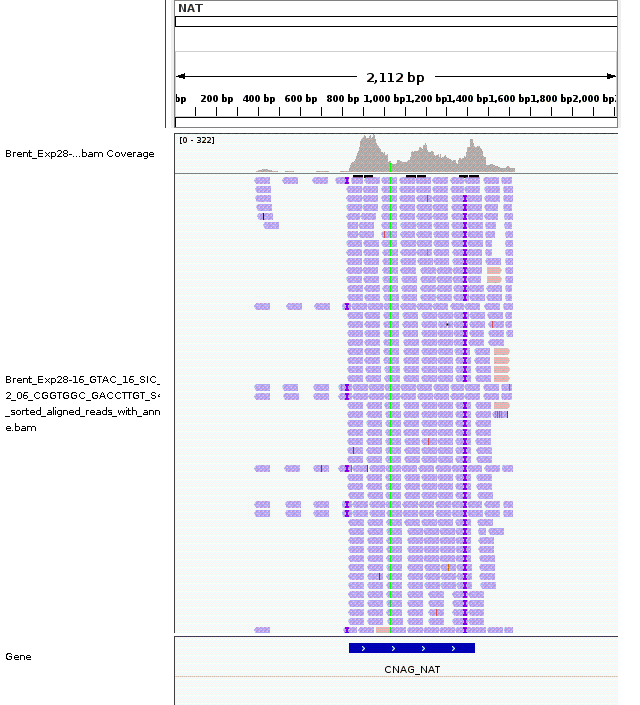 NAT
2,112 bp
bp 200 bp 400 bp 600 bp 800 bp 1,000 bp 1,200 bp 1,400 bp 1,600 bp 1,800 bp 2,000 bp
[0 - 322]
Brent_Exp28-...bam Coverage
Brent_Exp28-16_GTAC_16_SIC_
2_06_CGGTGGC_GACCTTGT_S
_sorted_aligned_reads_with_ann
e.bam
Gene
CNAG_NAT